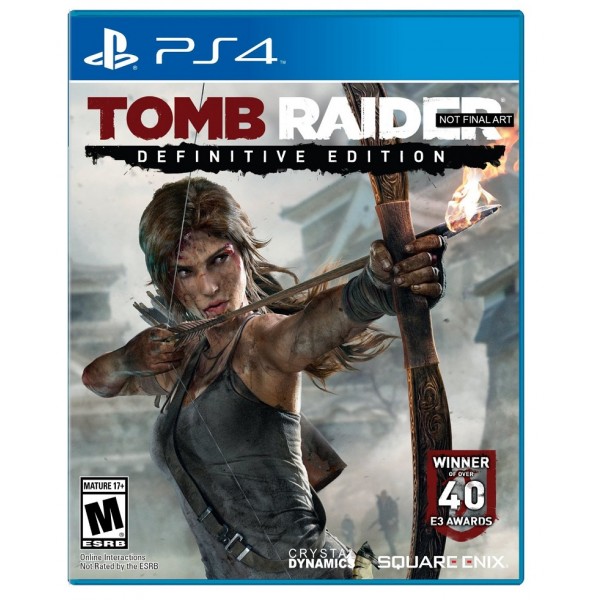 PS4
TOMB RAIDER
NOT FINAL ART
DEFINITIVE EDITION
WINNER
OF OVER
40
E3 AWARDS
MATURE 17+
M
ESRB
Online Interactions
Not Rated by the ESRB
CRYSTAL
DYNAMICS
SQUARE ENIX